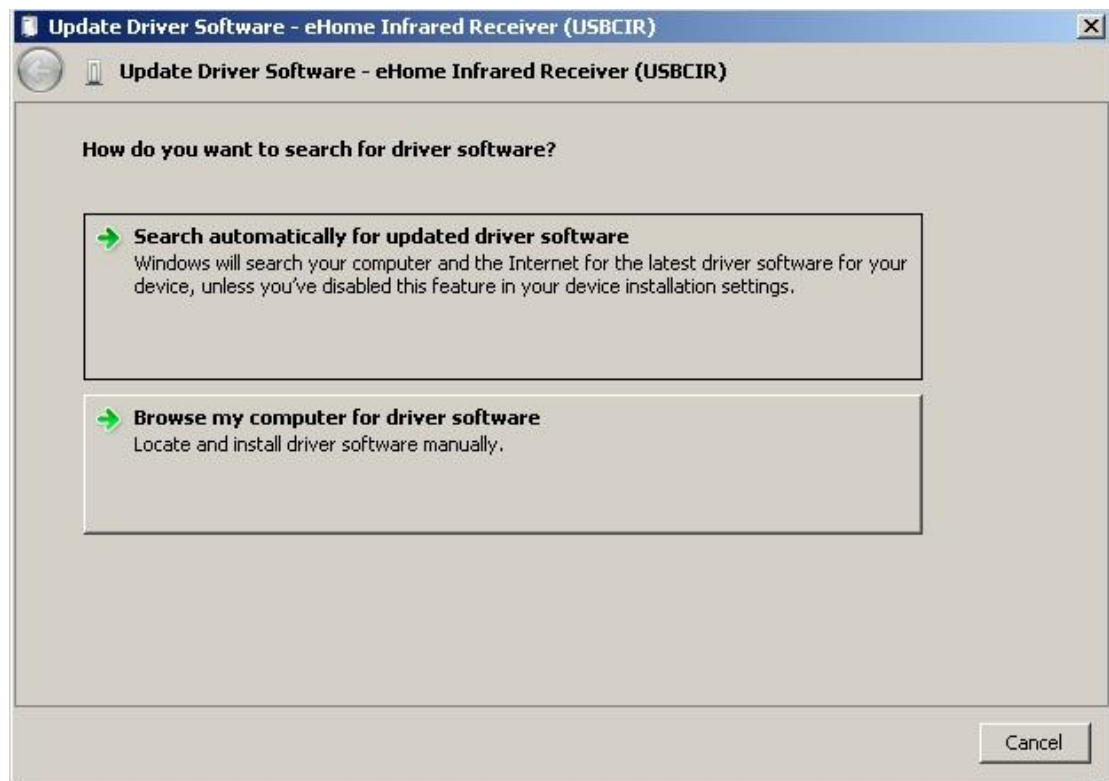 Update Driver Software - eHome Infrared Receiver (USBCIR)
Update Driver Software - eHome Infrared Receiver (USBCIR)
How do you want to search for driver software?
Search automatically for updated driver software
Windows will search your computer and the Internet for the latest driver software for your
device, unless you've disabled this feature in your device installation settings.
Browse my computer for driver software
Locate and install driver software manually.
Cancel